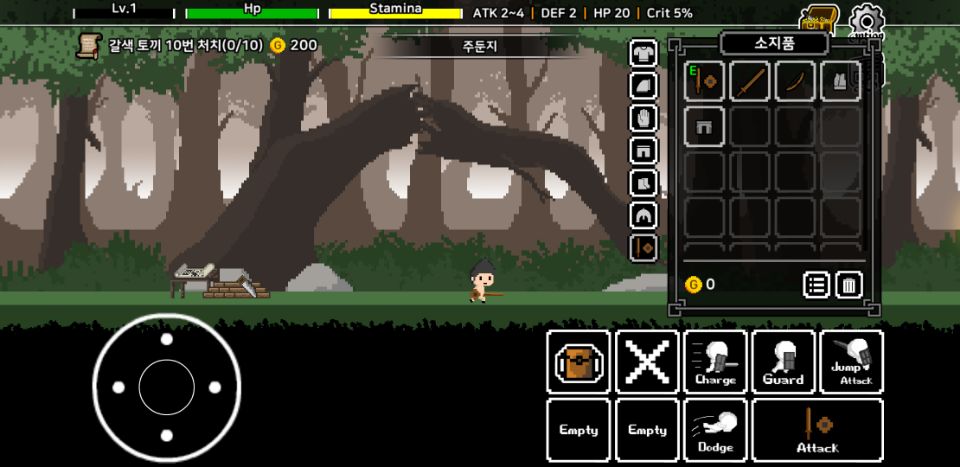 Lv.1
Hp
Stamina
ATK 2~4 | DEF 2 | HP 20 | Crit 5%
갈색 토끼 10번 처치(0/10) G 200
주둔지
소지품
E
G 0
Charge
Guard
Jump Attack
Empty
Empty
Dodge
Attack